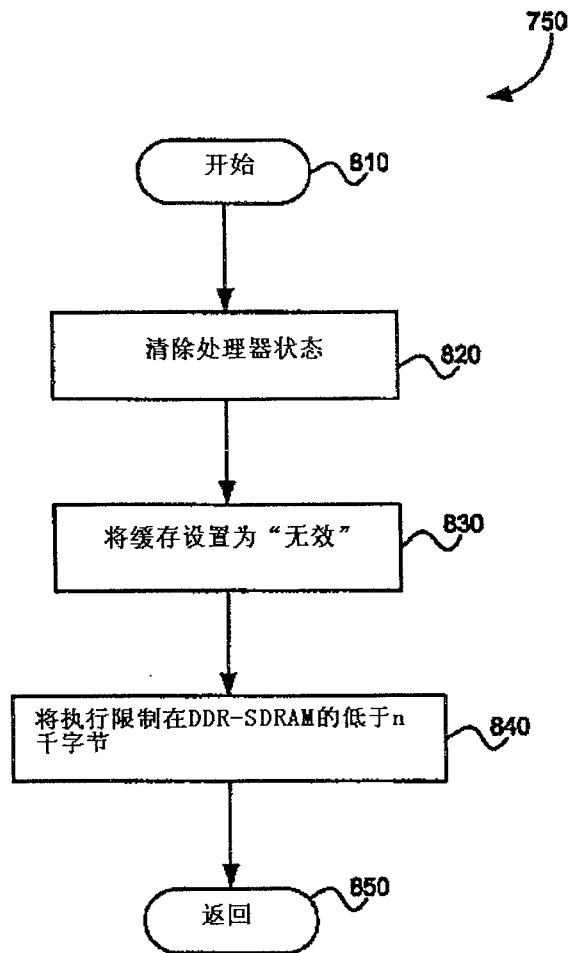 750
开始
810
清除处理器状态
820
将缓存设置为“无效”
830
将执行限制在DDR-SDRAM的低于n
千字节
840
返回
850